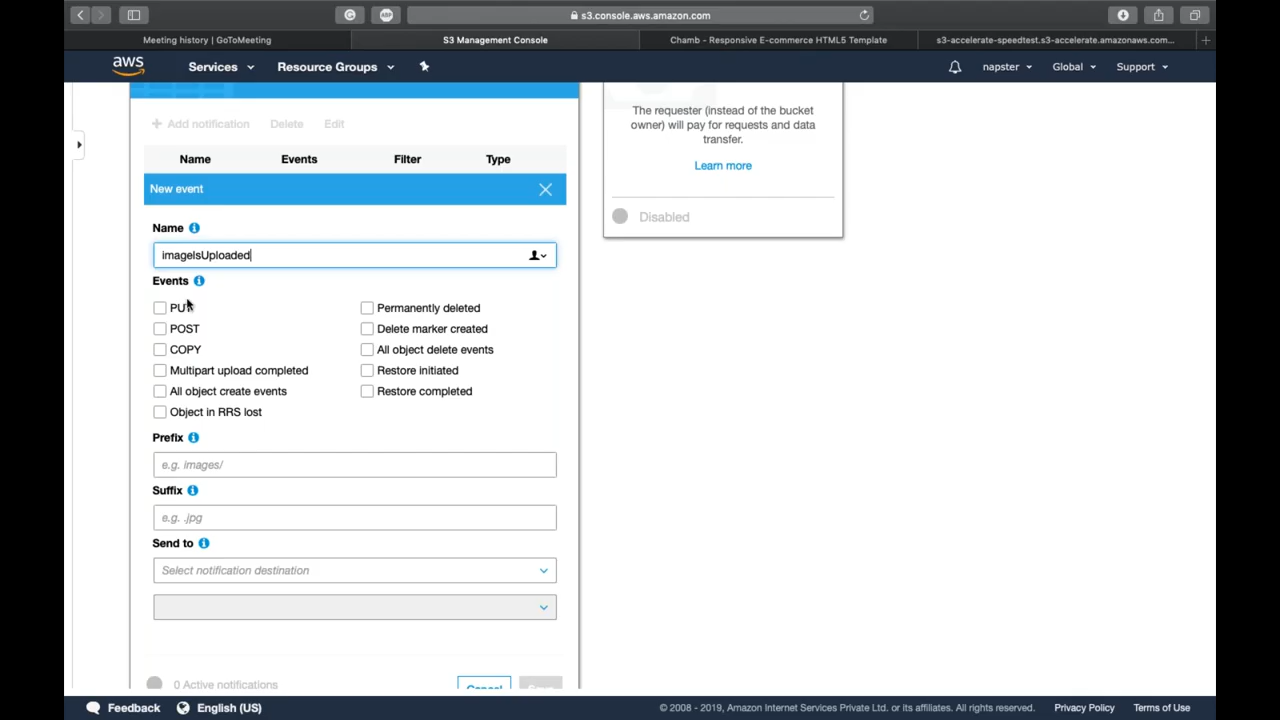 s3.console.aws.amazon.com
Meeting history | GoToMeeting
S3 Management Console
Chamb - Responsive E-commerce HTML5 Template
s3-accelerate-speedtest.s3-accelerate.amazonaws.com...
aws
Services
Resource Groups
napster
Global
Support
+ Add notification
Delete
Edit
Name
Events
Filter
Type
New event
Name
imageIsUploaded
Events
PUT
POST
COPY
Multipart upload completed
All object create events
Object in RRS lost
Permanently deleted
Delete marker created
All object delete events
Restore initiated
Restore completed
Prefix
e.g. images/
Suffix
e.g. .jpg
Send to
Select notification destination
0 Active notifications
Cancel
Save
The requester (instead of the bucket
owner) will pay for requests and data
transfer.
Learn more
Disabled
Feedback
English (US)
© 2008 - 2019, Amazon Internet Services Private Ltd. or its affiliates. All rights reserved.
Privacy Policy
Terms of Use